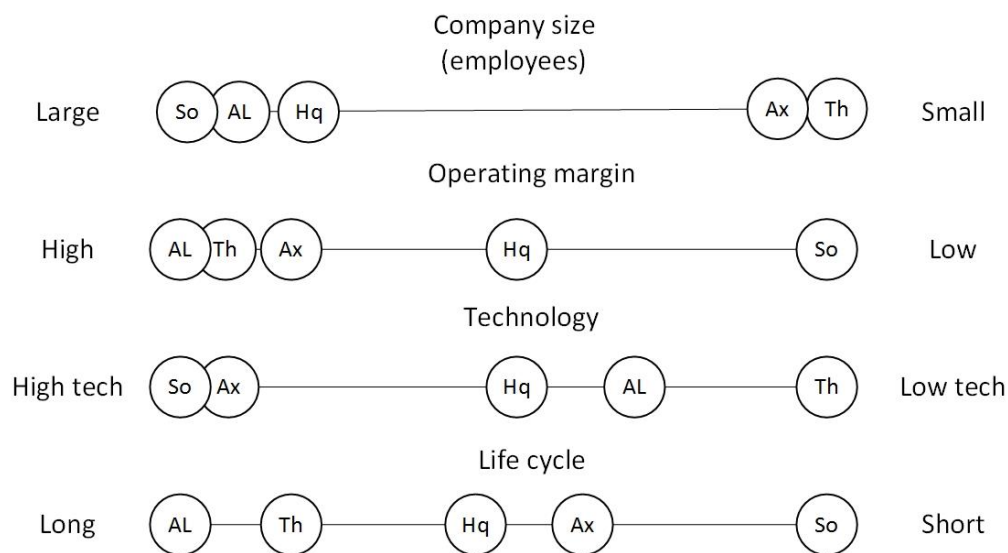 Company size
(employees)
Large So AL Hq Ax Th Small
Operating margin
High AL Th Ax Hq So Low
Technology
High tech So Ax Hq AL Th Low tech
Life cycle
Long AL Th Hq Ax So Short